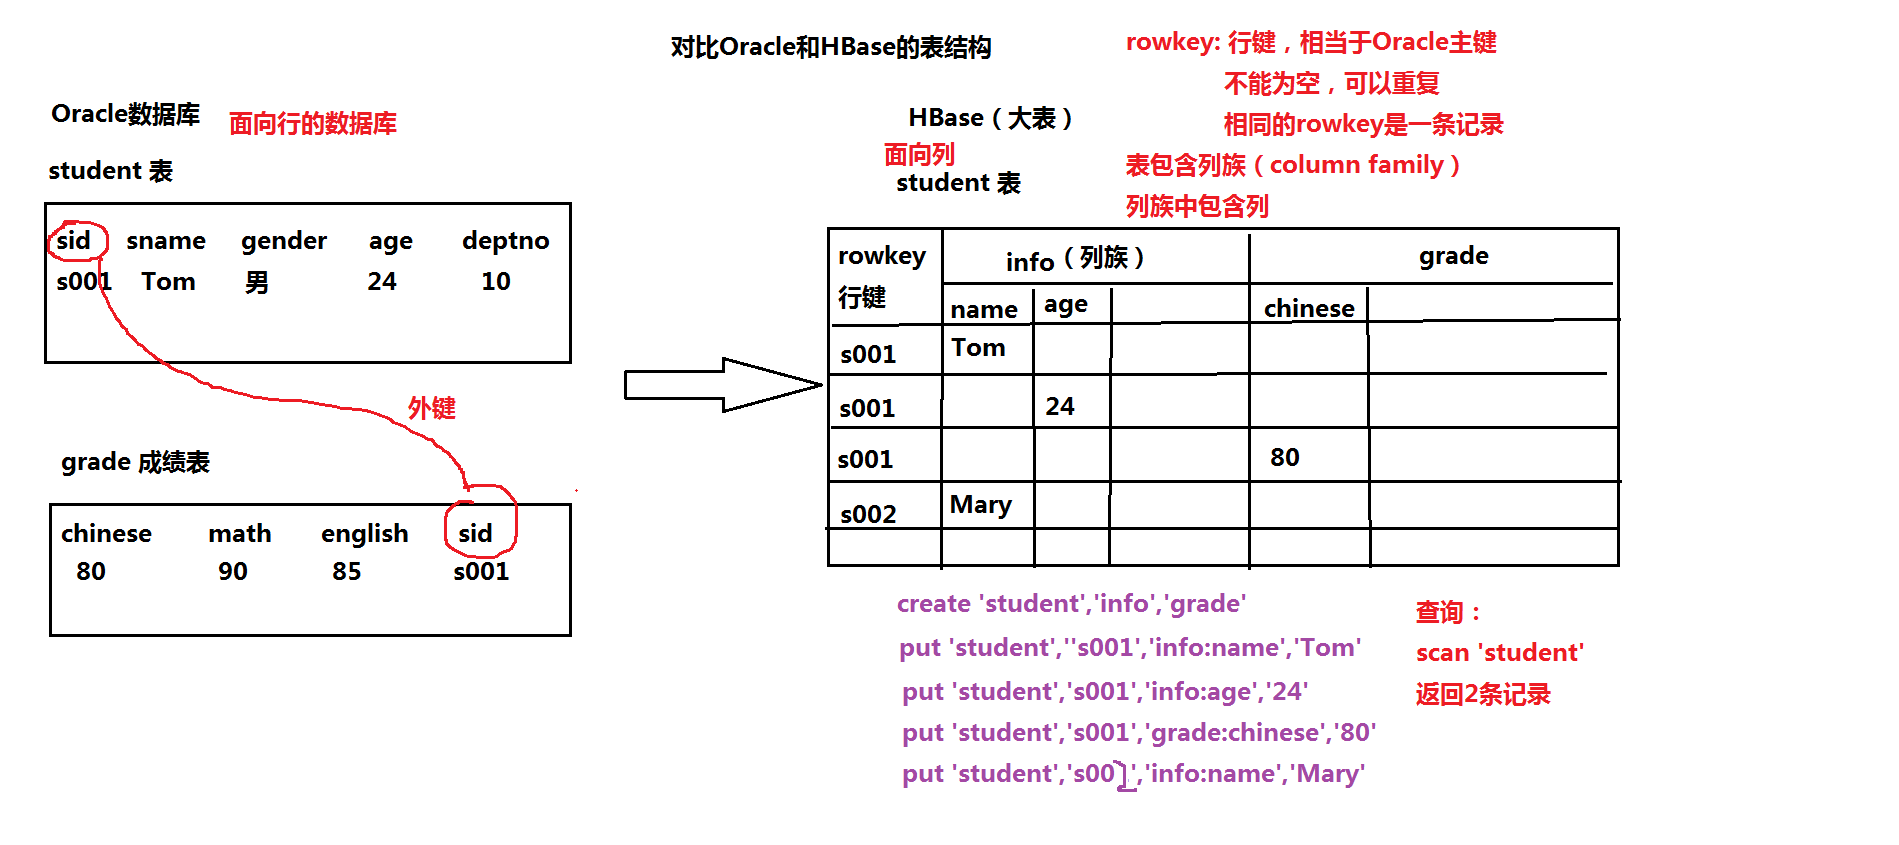 对比Oracle和HBase的表结构
rowkey: 行键，相当于Oracle主键
不能为空，可以重复
相同的rowkey是一条记录
表包含列族（column family）
列族中包含列
Oracle数据库 面向行的数据库
student 表
sid sname gender age deptno
s001 Tom 男 24 10
外键
grade 成绩表
chinese math english sid
80 90 85 s001
HBase（大表）
面向列
student 表
rowkey info（列族） grade
行键 name age chinese
s001 Tom
s001 24
s001 80
s002 Mary
create 'student','info','grade'
put 'student',''s001','info:name','Tom'
put 'student','s001','info:age','24'
put 'student','s001','grade:chinese','80'
put 'student','s00 ','info:name','Mary'
查询：
scan 'student'
返回2条记录